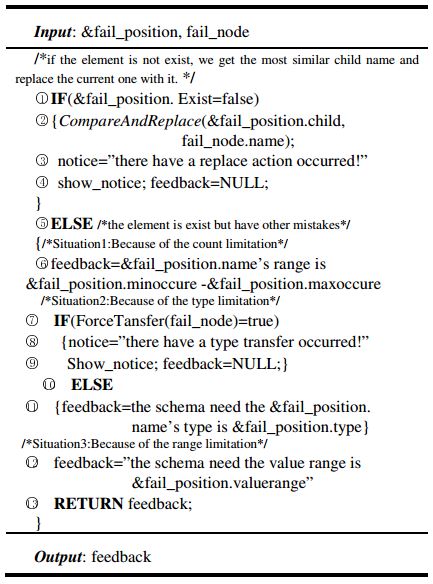 Input: &fail_position, fail_node
/*if the element is not exist, we get the most similar child name and
replace the current one with it. */
①IF(&fail_position. Exist=false)
②{CompareAndReplace(&fail_position.child,
fail_node.name);
③ notice=”there have a replace action occurred!”
④ show_notice; feedback=NULL;
}
⑤ELSE /*the element is exist but have other mistakes*/
{/*Situation1:Because of the count limitation*/
⑥feedback=&fail_position.name’s range is
&fail_position.minoccure -&fail_position.maxoccure
/*Situation2:Because of the type limitation*/
⑦ IF(ForceTansfer(fail_node)=true)
⑧ {notice=”there have a type transfer occurred!”
⑨ Show_notice; feedback=NULL;}
⑩ ELSE
⑪ {feedback=the schema need the &fail_position.
name’s type is &fail_position.type}
/*Situation3:Because of the range limitation*/
⑫ feedback=”the schema need the value range is
&fail_position.valuerange”
⑬ RETURN feedback;
}
Output: feedback